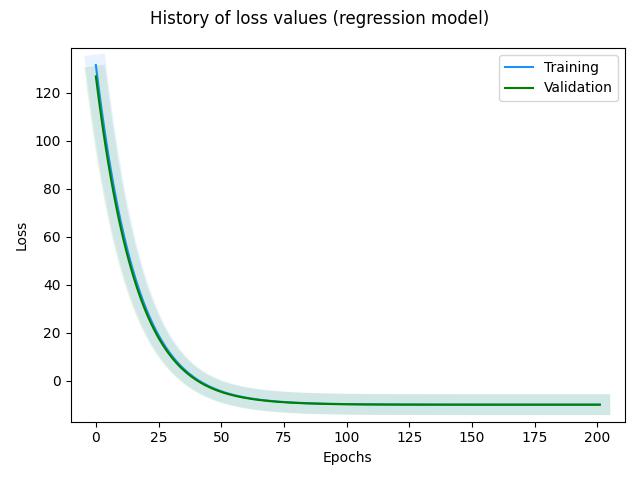 History of loss values (regression model)
Training
Validation
Loss
120
100
80
60
40
20
0
0 25 50 75 100 125 150 175 200
Epochs